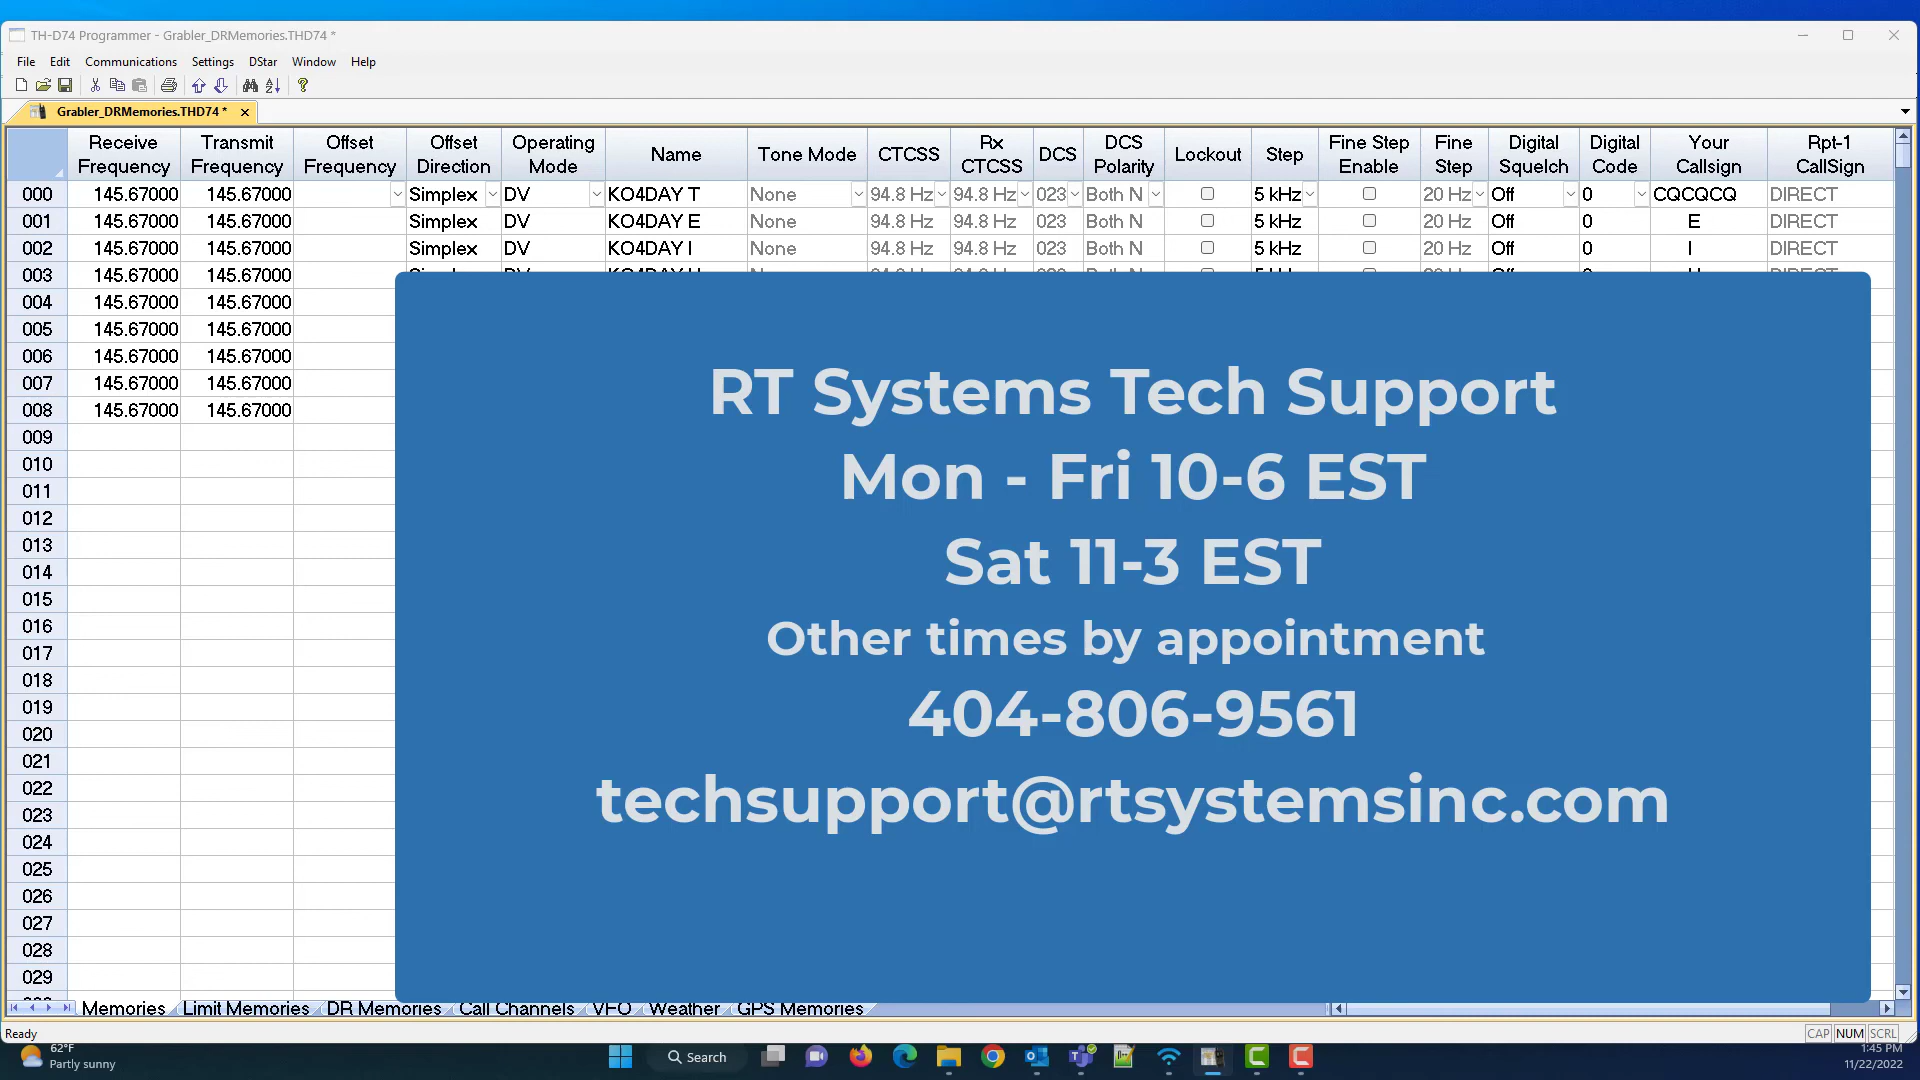 TH-D74 Programmer - Grabler_DRMemories.THD74 *
File Edit Communications Settings DStar Window Help
Grabler_DRMemories.THD74 *
Receive Frequency Transmit Frequency Offset Frequency Offset Direction Operating Mode Name Tone Mode CTCSS Rx CTCSS DCS DCS Polarity Lockout Step Fine Step Enable Fine Step Digital Squelch Digital Code Your Callsign Rpt-1 CallSign
000 145.67000 145.67000 Simplex DV KO4DAY T None 94.8 Hz 94.8 Hz 023 Both N 5 kHz 20 Hz Off 0 CQCQCQ DIRECT
001 145.67000 145.67000 Simplex DV KO4DAY E None 94.8 Hz 94.8 Hz 023 Both N 5 kHz 20 Hz Off 0 E DIRECT
002 145.67000 145.67000 Simplex DV KO4DAY I None 94.8 Hz 94.8 Hz 023 Both N 5 kHz 20 Hz Off 0 I DIRECT
003 145.67000 145.67000
004 145.67000 145.67000
005 145.67000 145.67000
006 145.67000 145.67000
007 145.67000 145.67000
008 145.67000 145.67000
009
010
011
012
013
014
015
016
017
018
019
020
021
022
023
024
025
026
027
028
029
RT Systems Tech Support
Mon - Fri 10-6 EST
Sat 11-3 EST
Other times by appointment
404-806-9561
techsupport@rtsystemsinc.com
Memories Limit Memories DR Memories Call Channels VFO Weather GPS Memories
Ready CAP NUM SCRL
62°F
Partly sunny
Search
1:45 PM
11/22/2022